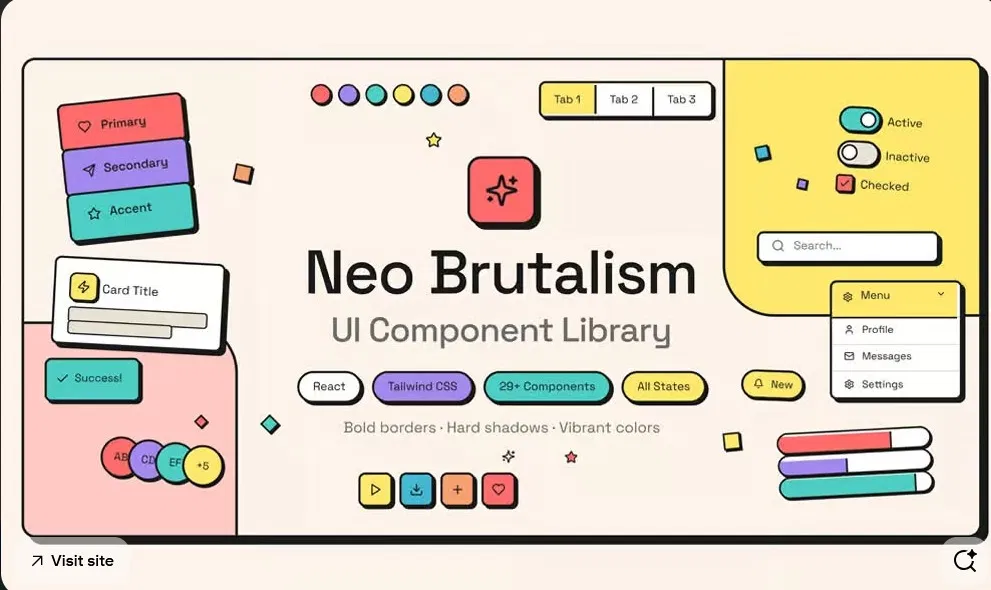 Primary
Secondary
Accent
Tab 1 Tab 2 Tab 3
Active
Inactive
Checked
Search...
Card Title
Neo Brutalism
UI Component Library
Menu
Profile
Messages
Settings
Success!
React Tailwind CSS 29+ Components All States New
Bold borders · Hard shadows · Vibrant colors
AB CD EF +5
Visit site